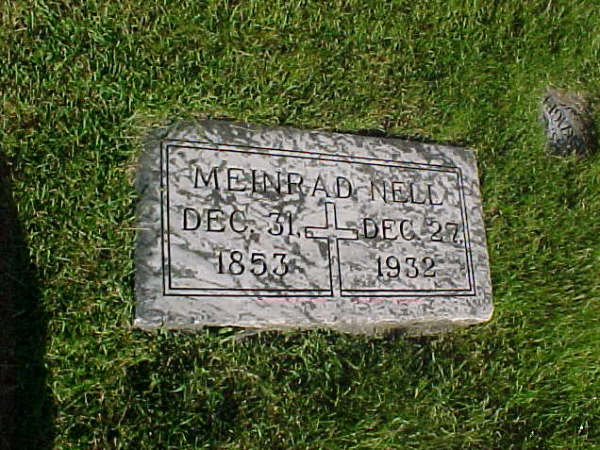 MEINRAD NELL
DEC. 31, DEC. 27,
1853 1932